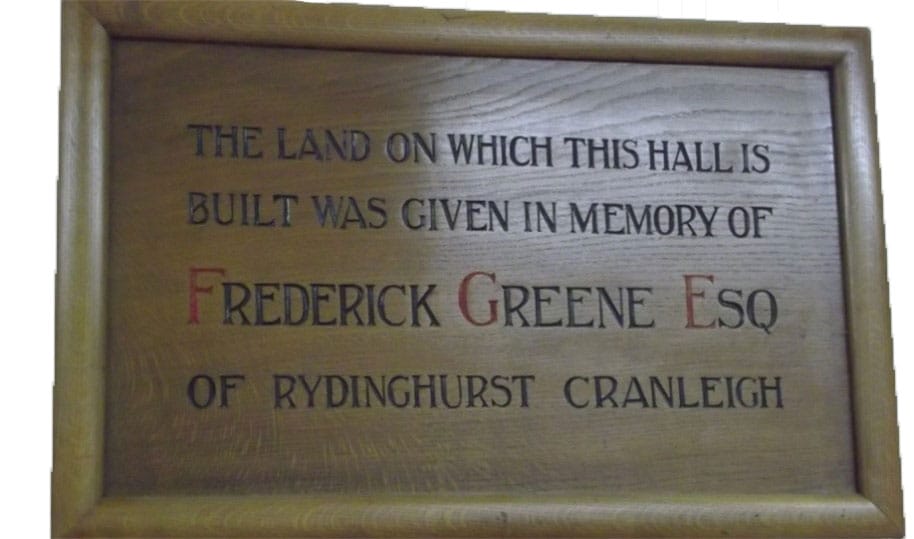 THE LAND ON WHICH THIS HALL IS
BUILT WAS GIVEN IN MEMORY OF
FREDERICK GREENE ESQ
OF RYDINGHURST CRANLEIGH